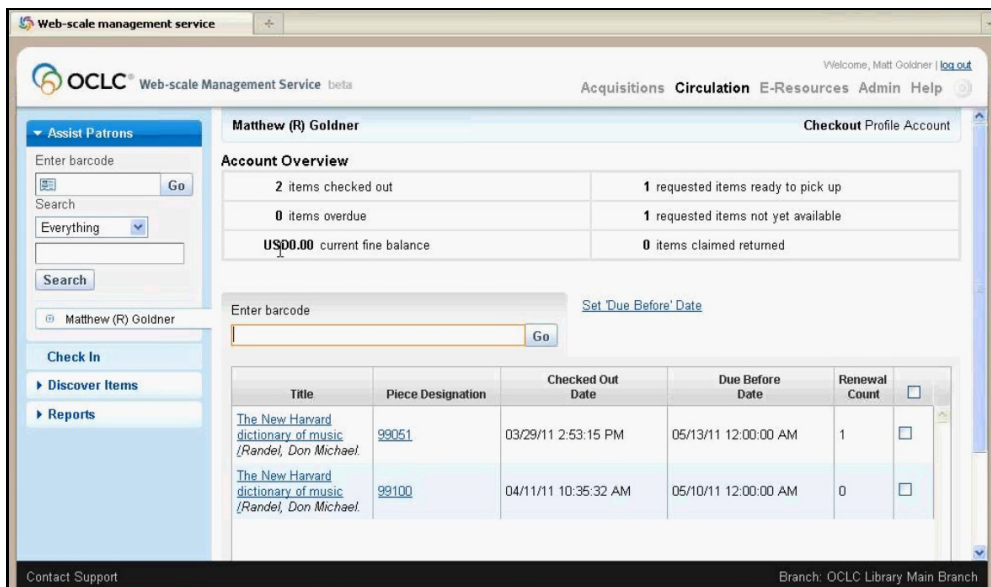 Web-scale management service
Welcome, Matt Goldner | log out
OCLC® Web-scale Management Service beta
Acquisitions Circulation E-Resources Admin Help
Assist Patrons
Enter barcode
Go
Search
Everything
Search
Matthew (R) Goldner
Check In
Discover Items
Reports
Matthew (R) Goldner
Checkout Profile Account
Account Overview
2 items checked out
1 requested items ready to pick up
0 items overdue
1 requested items not yet available
USD0.00 current fine balance
0 items claimed returned
Enter barcode
Go
Set 'Due Before' Date
Title Piece Designation Checked Out Date Due Before Date Renewal Count
The New Harvard
dictionary of music
/Randel, Don Michael.
99051 03/29/11 2:53:15 PM 05/13/11 12:00:00 AM 1
The New Harvard
dictionary of music
/Randel, Don Michael.
99100 04/11/11 10:35:32 AM 05/10/11 12:00:00 AM 0
Contact Support
Branch: OCLC Library Main Branch